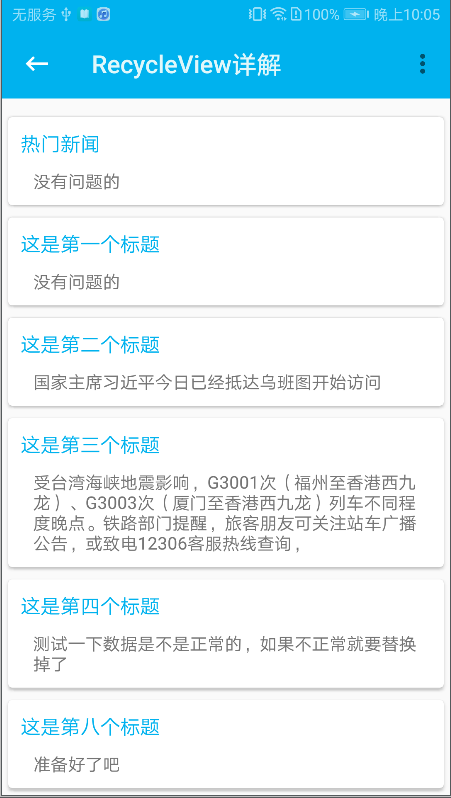 无服务 100% 晚上10:05
RecycleView详解
热门新闻
没有问题的
这是第一个标题
没有问题的
这是第二个标题
国家主席习近平今日已经抵达乌班图开始访问
这是第三个标题
受台湾海峡地震影响，G3001次（福州至香港西九
龙）、G3003次（厦门至香港西九龙）列车不同程
度晚点。铁路部门提醒，旅客朋友可关注站车广播
公告，或致电12306客服热线查询，
这是第四个标题
测试一下数据是不是正常的，如果不正常就要替换
掉了
这是第八个标题
准备好了吧